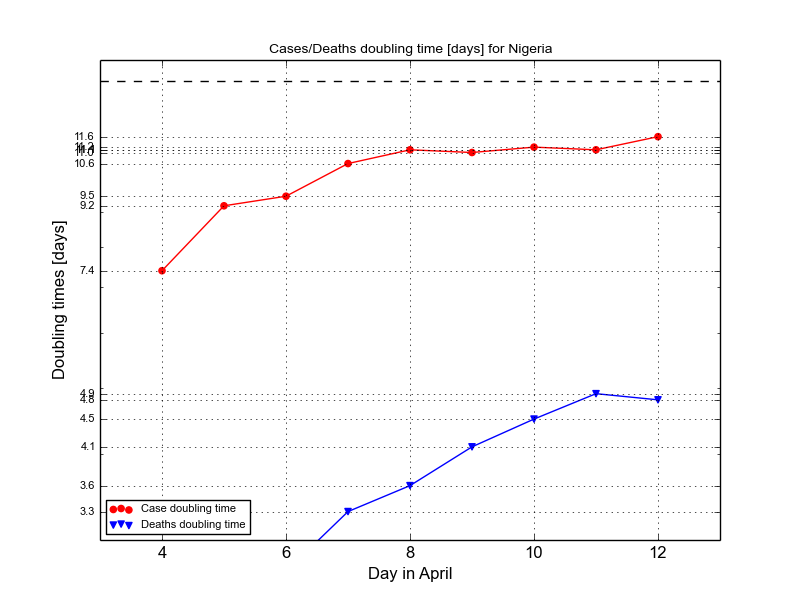 Cases/Deaths doubling time [days] for Nigeria
Doubling times [days]
11.6
11.0
10.6
9.5
9.2
7.4
4.9
4.8
4.5
4.1
3.6
3.3
Case doubling time
Deaths doubling time
4 6 8 10 12
Day in April